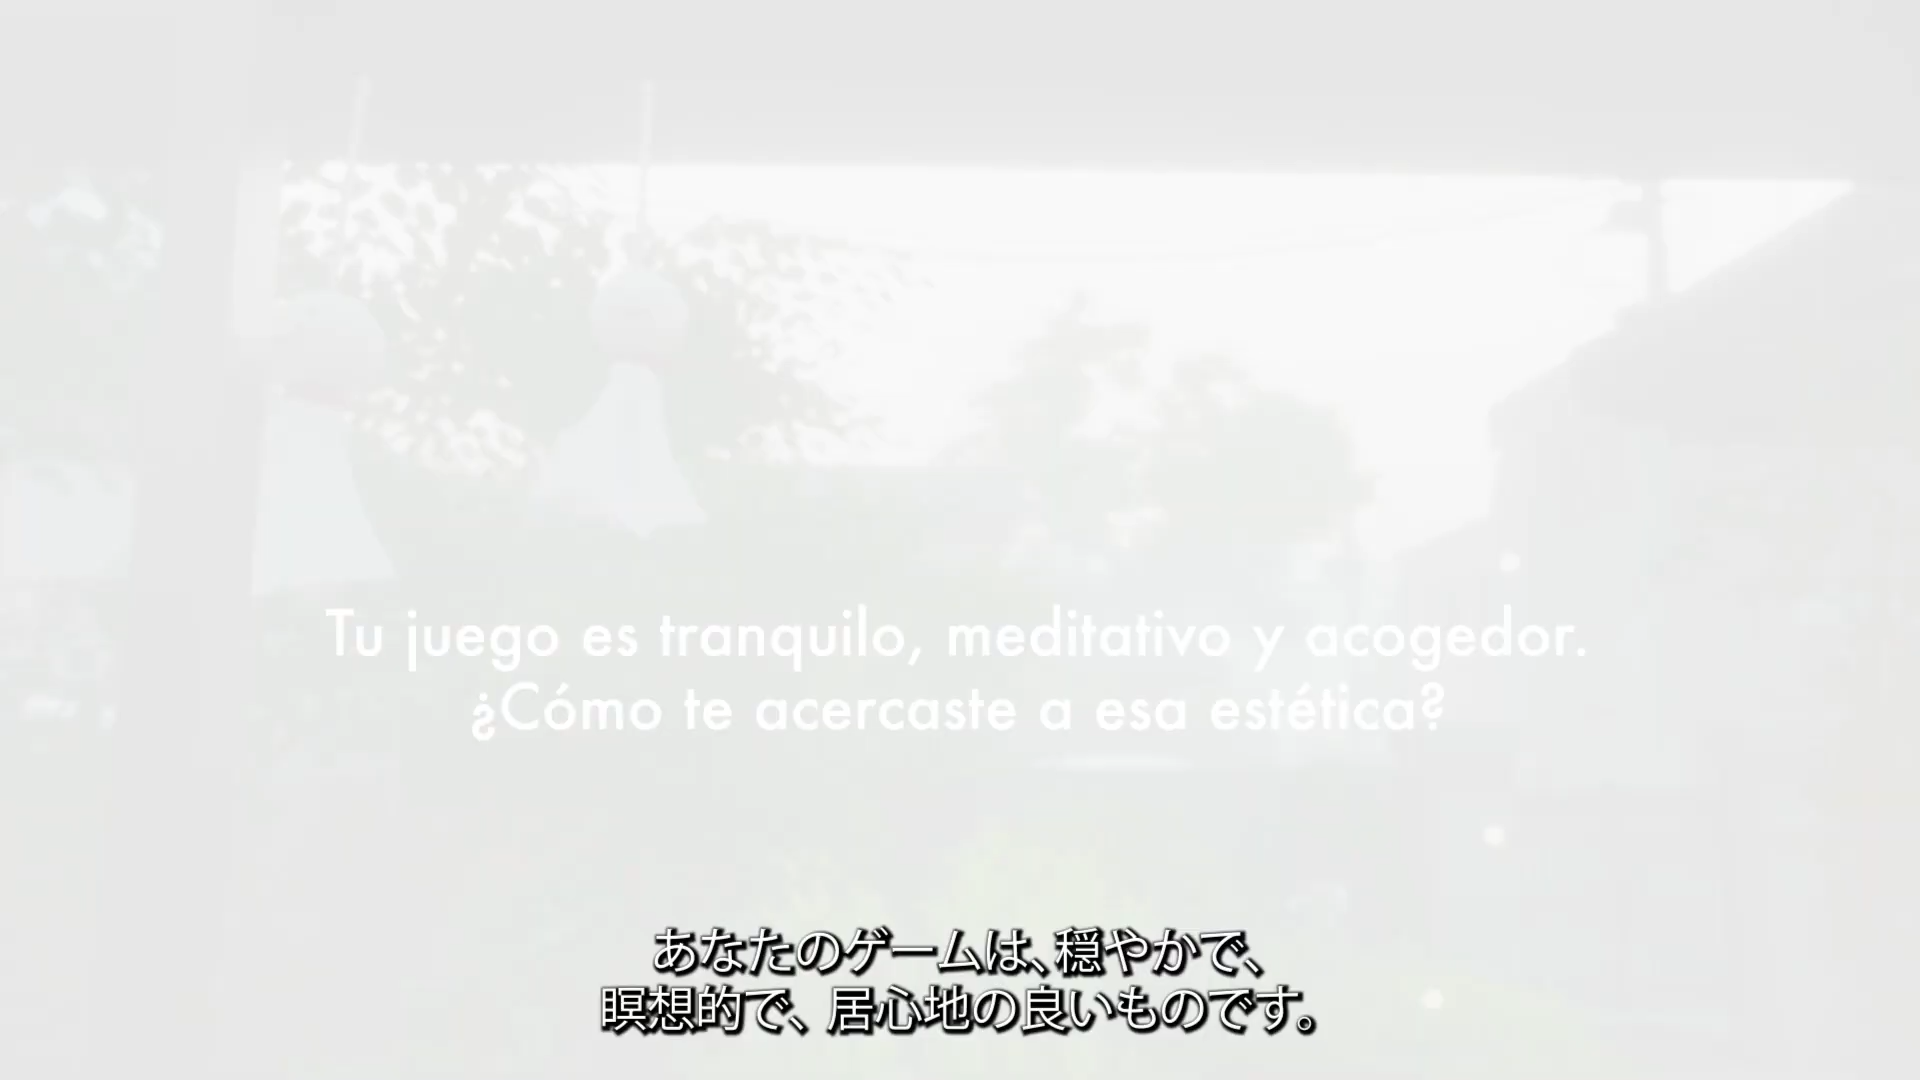 Tu juego es tranquilo, meditativo y acogedor.
¿Cómo te acercaste a esa estética?
あなたのゲームは、穏やかで、
瞑想的で、居心地の良いものです。